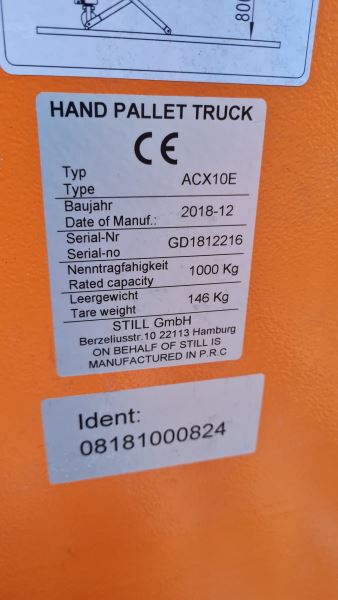 HAND PALLET TRUCK
CE
Typ
Type
ACX10E
Baujahr
Date of Manuf.:
2018-12
Serial-Nr
Serial-no
GD1812216
Nenntragfähigkeit
Rated capacity
1000 Kg
Leergewicht
Tare weight
146 Kg
STILL GmbH
Berzeliusstr.10 22113 Hamburg
ON BEHALF OF STILL IS
MANUFACTURED IN P.R.C
Ident:
08181000824